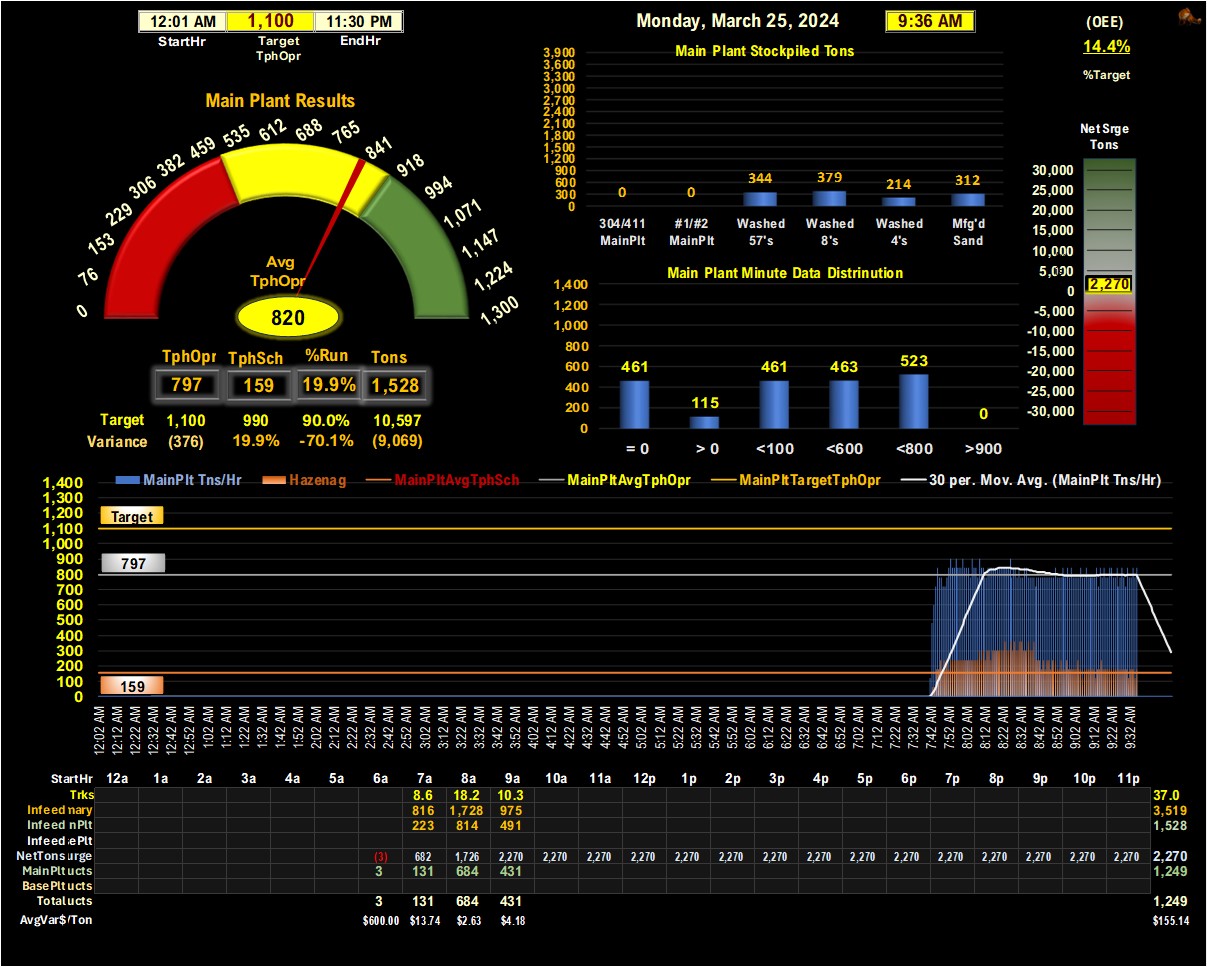 12:01 AM 1,100 11:30 PM
StartHr Target TphOpr EndHr
Monday, March 25, 2024 9:36 AM
(OEE)
14.4%
%Target
Main Plant Results
0 76 153 229 306 382 459 535 612 688 765 841 918 994 1,071 1,147 1,224 1,300
Avg
TphOpr
820
TphOpr TphSch %Run Tons
797 159 19.9% 1,528
Target 1,100 990 90.0% 10,597
Variance (376) 19.9% -70.1% (9,069)
Main Plant Stockpiled Tons
3,900
3,600
3,300
3,000
2,700
2,400
2,100
1,800
1,500
1,200
900
600
300
0
0 0 344 379 214 312
304/411 #1/#2 Washed Washed Washed Mfg'd
MainPlt MainPlt 57's 8's 4's Sand
Main Plant Minute Data Distrinution
1,400
1,200
1,000
800
600
400
200
0
461 115 461 463 523 0
= 0 > 0 <100 <600 <800 >900
Net Srge
Tons
30,000
25,000
20,000
15,000
10,000
5,000
0
-5,000
-10,000
-15,000
-20,000
-25,000
-30,000
2,270
MainPlt Tns/Hr Hazenag MainPltAvgTphSch MainPltAvgTphOpr MainPltTargetTphOpr 30 per. Mov. Avg. (MainPlt Tns/Hr)
1,400
1,300
1,200
1,100
1,000
900
800
700
600
500
400
300
200
100
0
Target
797
159
12:02 AM 12:12 AM 12:22 AM 12:32 AM 12:42 AM 12:52 AM 1:02 AM 1:12 AM 1:22 AM 1:32 AM 1:42 AM 1:52 AM 2:02 AM 2:12 AM 2:22 AM 2:32 AM 2:42 AM 2:52 AM 3:02 AM 3:12 AM 3:22 AM 3:32 AM 3:42 AM 3:52 AM 4:02 AM 4:12 AM 4:22 AM 4:32 AM 4:42 AM 4:52 AM 5:02 AM 5:12 AM 5:22 AM 5:32 AM 5:42 AM 5:52 AM 6:02 AM 6:12 AM 6:22 AM 6:32 AM 6:42 AM 6:52 AM 7:02 AM 7:12 AM 7:22 AM 7:32 AM 7:42 AM 7:52 AM 8:02 AM 8:12 AM 8:22 AM 8:32 AM 8:42 AM 8:52 AM 9:02 AM 9:12 AM 9:22 AM 9:32 AM
StartHr 12a 1a 2a 3a 4a 5a 6a 7a 8a 9a 10a 11a 12p 1p 2p 3p 4p 5p 6p 7p 8p 9p 10p 11p
Trks 8.6 18.2 10.3 37.0
Infeed nary 816 1,728 975 3,519
Infeed nPlt 223 814 491 1,528
Infeed ePlt
NetTons urge (3) 682 1,726 2,270 2,270 2,270 2,270 2,270 2,270 2,270 2,270 2,270 2,270 2,270 2,270 2,270 2,270 2,270 2,270
MainPlt ucts 3 131 684 431 1,249
BasePlt ucts
Total ucts 3 131 684 431 1,249
AvgVar$/Ton $600.00 $13.74 $2.63 $4.18 $155.14